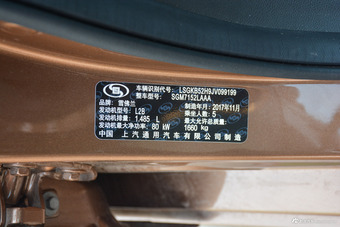 车辆识别代号: LSGKB52H9JV099199
整车型号: SGM7152LAAA
品牌: 雪佛兰 制造年月: 2017年11月
发动机型号: L2B 乘坐人数: 5
发动机排量: 1.485 L 最大允许总质量:
发动机最大净功率: 80 kW 1660 kg
中国 上汽通用汽车有限公司制造